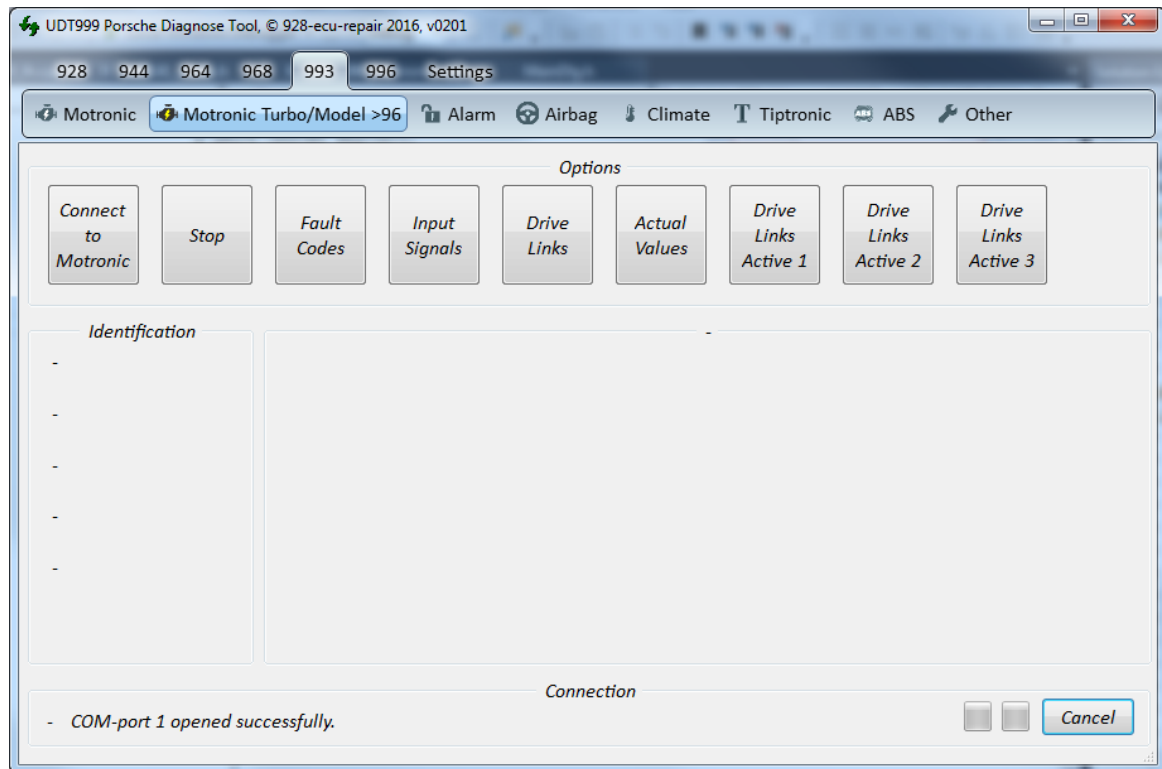 UDT999 Porsche Diagnose Tool, © 928-ecu-repair 2016, v0201
928 944 964 968 993 996 Settings
Motronic Motronic Turbo/Model >96 Alarm Airbag Climate T Tiptronic ABS Other
Options
Connect
to
Motronic
Stop
Fault
Codes
Input
Signals
Drive
Links
Actual
Values
Drive
Links
Active 1
Drive
Links
Active 2
Drive
Links
Active 3
Identification
-
-
-
-
-
-
Connection
- COM-port 1 opened successfully.
Cancel